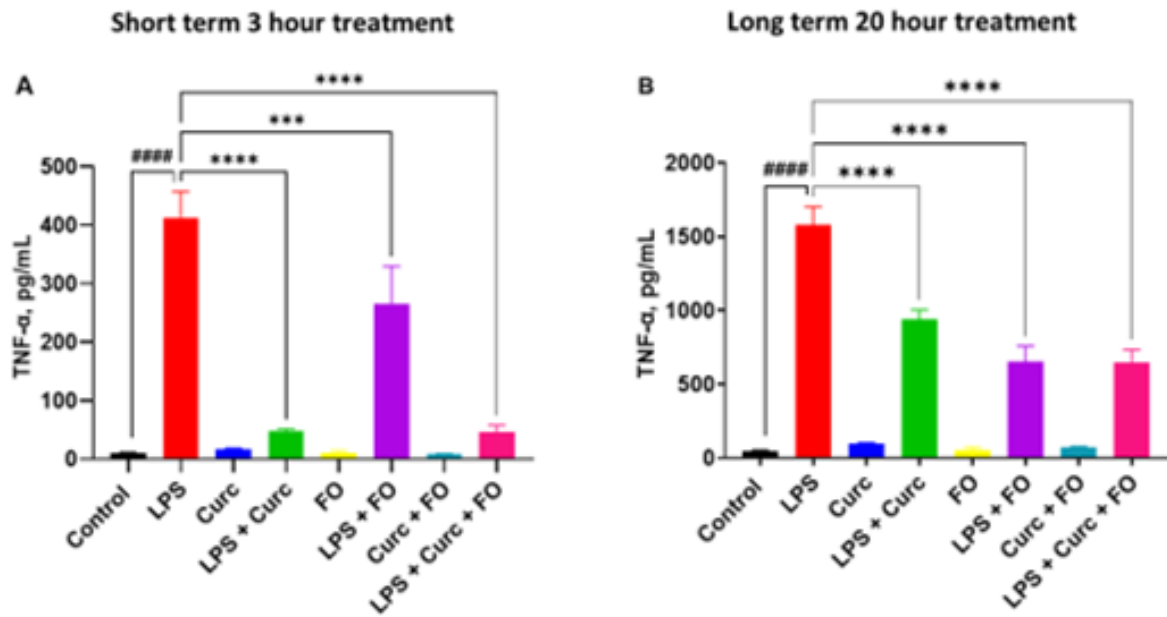 Short term 3 hour treatment
A
****
***
####
****
500
400
300
200
100
0
TNF-α, pg/mL
Control
LPS
Curc
LPS + Curc
FO
LPS + FO
Curc + FO
LPS + Curc + FO
Long term 20 hour treatment
B
****
****
####
****
2000
1500
1000
500
0
TNF-α, pg/mL
Control
LPS
Curc
LPS + Curc
FO
LPS + FO
Curc + FO
LPS + Curc + FO